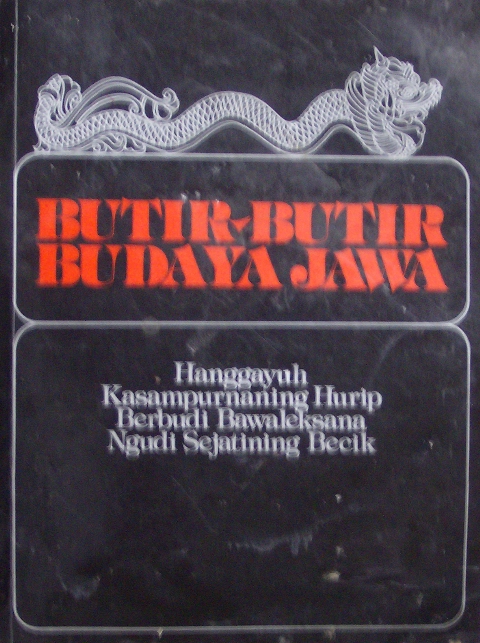 BUTIR-BUTIR
BUDAYA JAWA
Hanggayuh
Kasampurnaning Hurip
Berbudi Bawaleksana
Ngudi Sejatining Becik